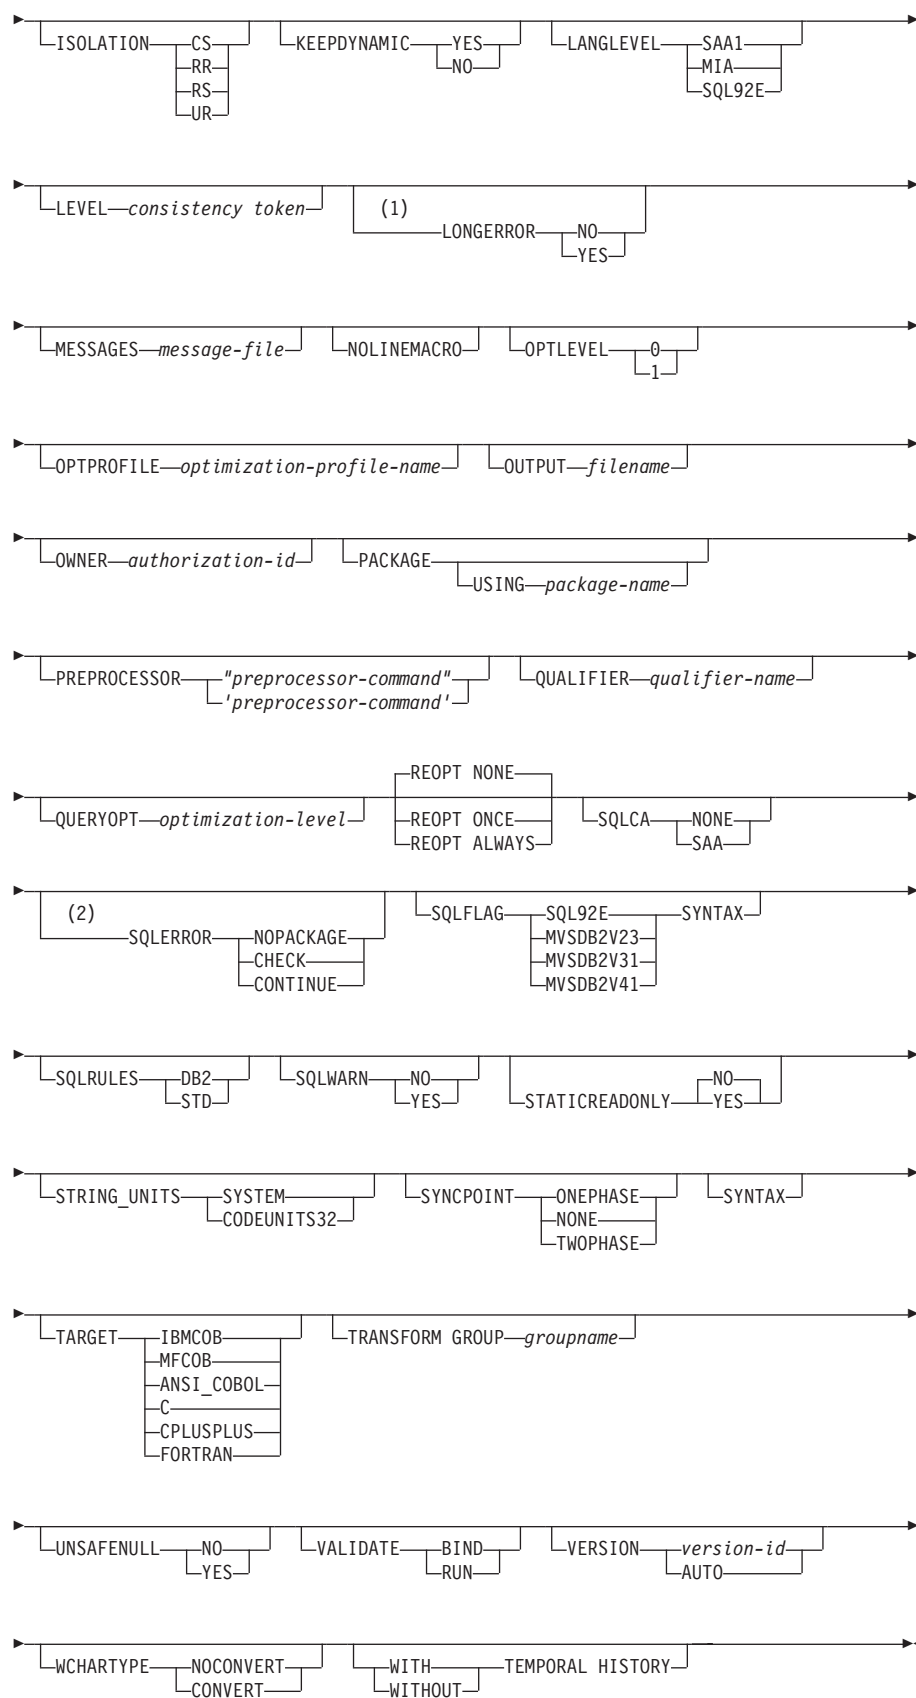 ISOLATION CS KEEPDYNAMIC YES LANGLEVEL SAA1
RR NO MIA
RS SQL92E
UR
LEVEL consistency token (1)
LONGERROR NO
YES
MESSAGES message-file NOLINEMACRO OPTLEVEL 0
1
OPTPROFILE optimization-profile-name OUTPUT filename
OWNER authorization-id PACKAGE
USING package-name
PREPROCESSOR "preprocessor-command" QUALIFIER qualifier-name
'preprocessor-command'
REOPT NONE
QUERYOPT optimization-level REOPT ONCE SQLCA NONE
REOPT ALWAYS SAA
(2) SQLFLAG SQL92E SYNTAX
SQLERROR NOPACKAGE MVSDB2V23
CHECK MVSDB2V31
CONTINUE MVSDB2V41
SQLRULES DB2 SQLWARN NO NO
STD YES STATICREADONLY YES
STRING_UNITS SYSTEM SYNCPOINT ONEPHASE SYNTAX
CODEUNITS32 NONE
TWOPHASE
TARGET IBMCOB TRANSFORM GROUP groupname
MFCOB
ANSI_COBOL
C
CPLUSPLUS
FORTRAN
UNSAFENULL NO VALIDATE BIND VERSION version-id
YES RUN AUTO
WCHARTYPE NOCONVERT WITH TEMPORAL HISTORY
CONVERT WITHOUT